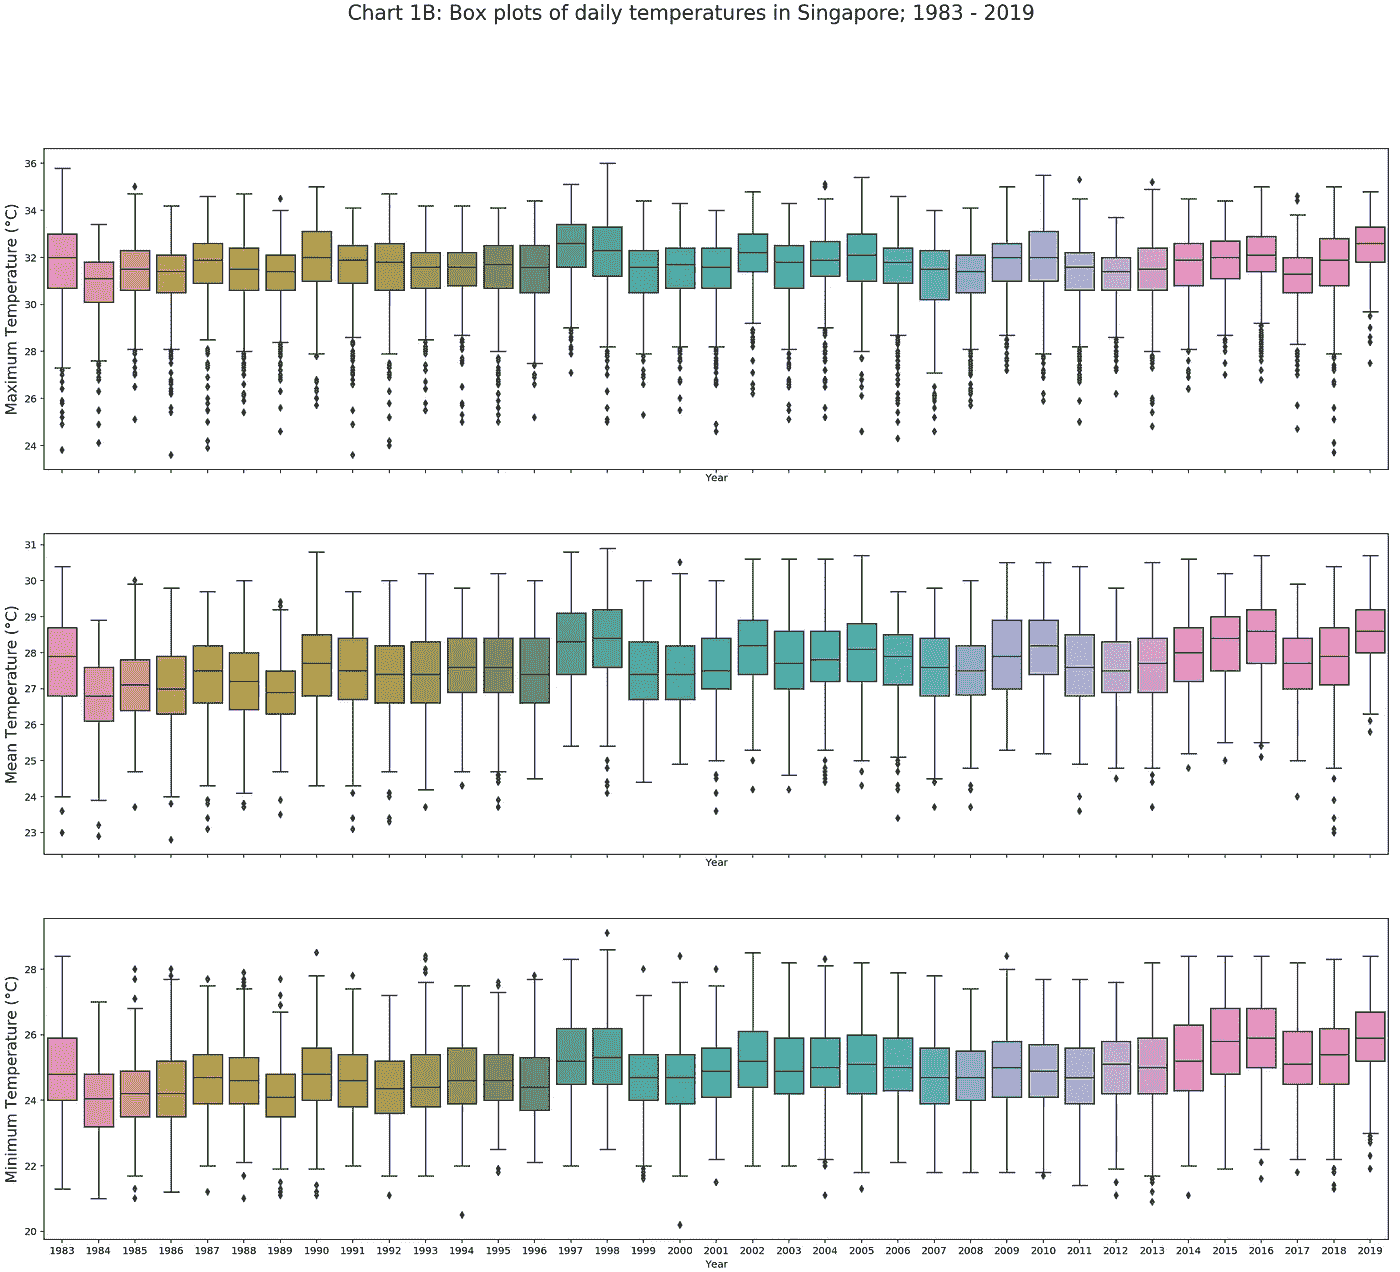 Chart 1B: Box plots of daily temperatures in Singapore; 1983 - 2019
Maximum Temperature (°C)
36
34
32
30
28
26
24
Year
Mean Temperature (°C)
31
30
29
28
27
26
25
24
23
Year
Minimum Temperature (°C)
28
26
24
22
20
1983 1984 1985 1986 1987 1988 1989 1990 1991 1992 1993 1994 1995 1996 1997 1998 1999 2000 2001 2002 2003 2004 2005 2006 2007 2008 2009 2010 2011 2012 2013 2014 2015 2016 2017 2018 2019
Year